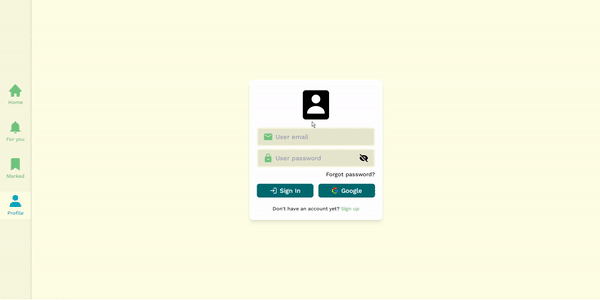 Home
For you
Marked
Profile
User email
User password
Forgot password?
Sign In
Google
Don't have an account yet? Sign up